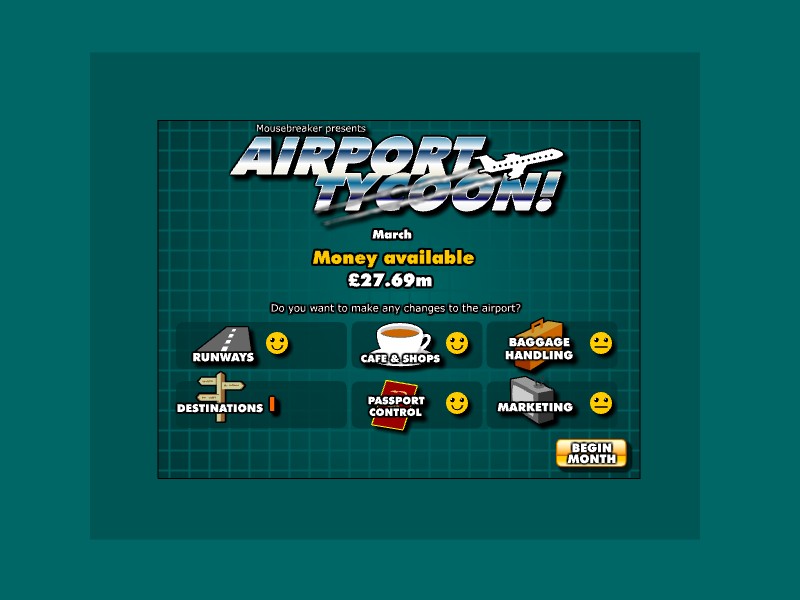 Mousebreaker presents
AIRPORT
TYCOON!
March
Money available
£27.69m
Do you want to make any changes to the airport?
RUNWAYS
CAFE & SHOPS
BAGGAGE
HANDLING
DESTINATIONS
PASSPORT
CONTROL
MARKETING
BEGIN
MONTH